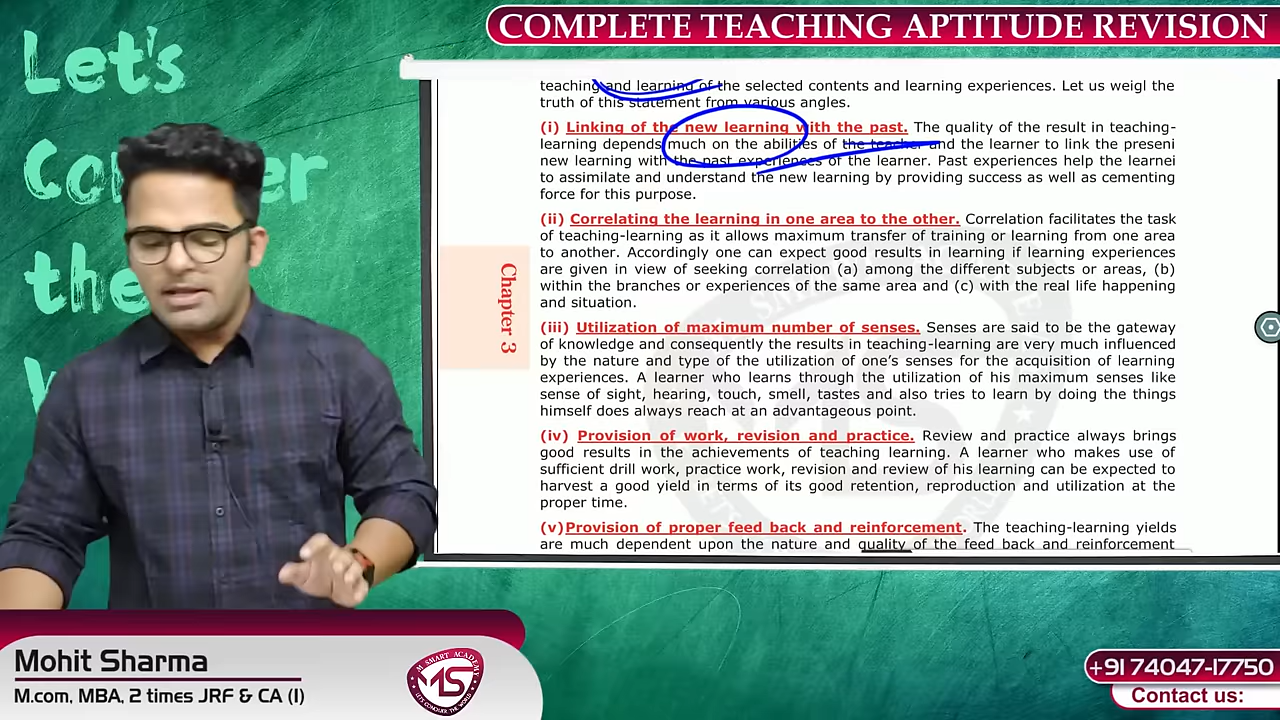 COMPLETE TEACHING APTITUDE REVISION
Let's
the
teaching and learning of the selected contents and learning experiences. Let us weigl the
truth of this statement from various angles.
(i) Linking of the new learning with the past. The quality of the result in teaching-
learning depends much on the abilities of the teacher and the learner to link the preseni
new learning with the past experiences of the learner. Past experiences help the learnei
to assimilate and understand the new learning by providing success as well as cementing
force for this purpose.
(ii) Correlating the learning in one area to the other. Correlation facilitates the task
of teaching-learning as it allows maximum transfer of training or learning from one area
to another. Accordingly one can expect good results in learning if learning experiences
are given in view of seeking correlation (a) among the different subjects or areas, (b)
within the branches or experiences of the same area and (c) with the real life happening
and situation.
Chapter 3
(iii) Utilization of maximum number of senses. Senses are said to be the gateway
of knowledge and consequently the results in teaching-learning are very much influenced
by the nature and type of the utilization of one's senses for the acquisition of learning
experiences. A learner who learns through the utilization of his maximum senses like
sense of sight, hearing, touch, smell, tastes and also tries to learn by doing the things
himself does always reach at an advantageous point.
(iv) Provision of work, revision and practice. Review and practice always brings
good results in the achievements of teaching learning. A learner who makes use of
sufficient drill work, practice work, revision and review of his learning can be expected to
harvest a good yield in terms of its good retention, reproduction and utilization at the
proper time.
(v)Provision of proper feed back and reinforcement. The teaching-learning yields
are much dependent upon the nature and quality of the feed back and reinforcement
Mohit Sharma
M.com, MBA, 2 times JRF & CA (I)
M SMART ACADEMY
MS
LET'S CONQUER THE WORLD
+91 74047-17750
Contact us: